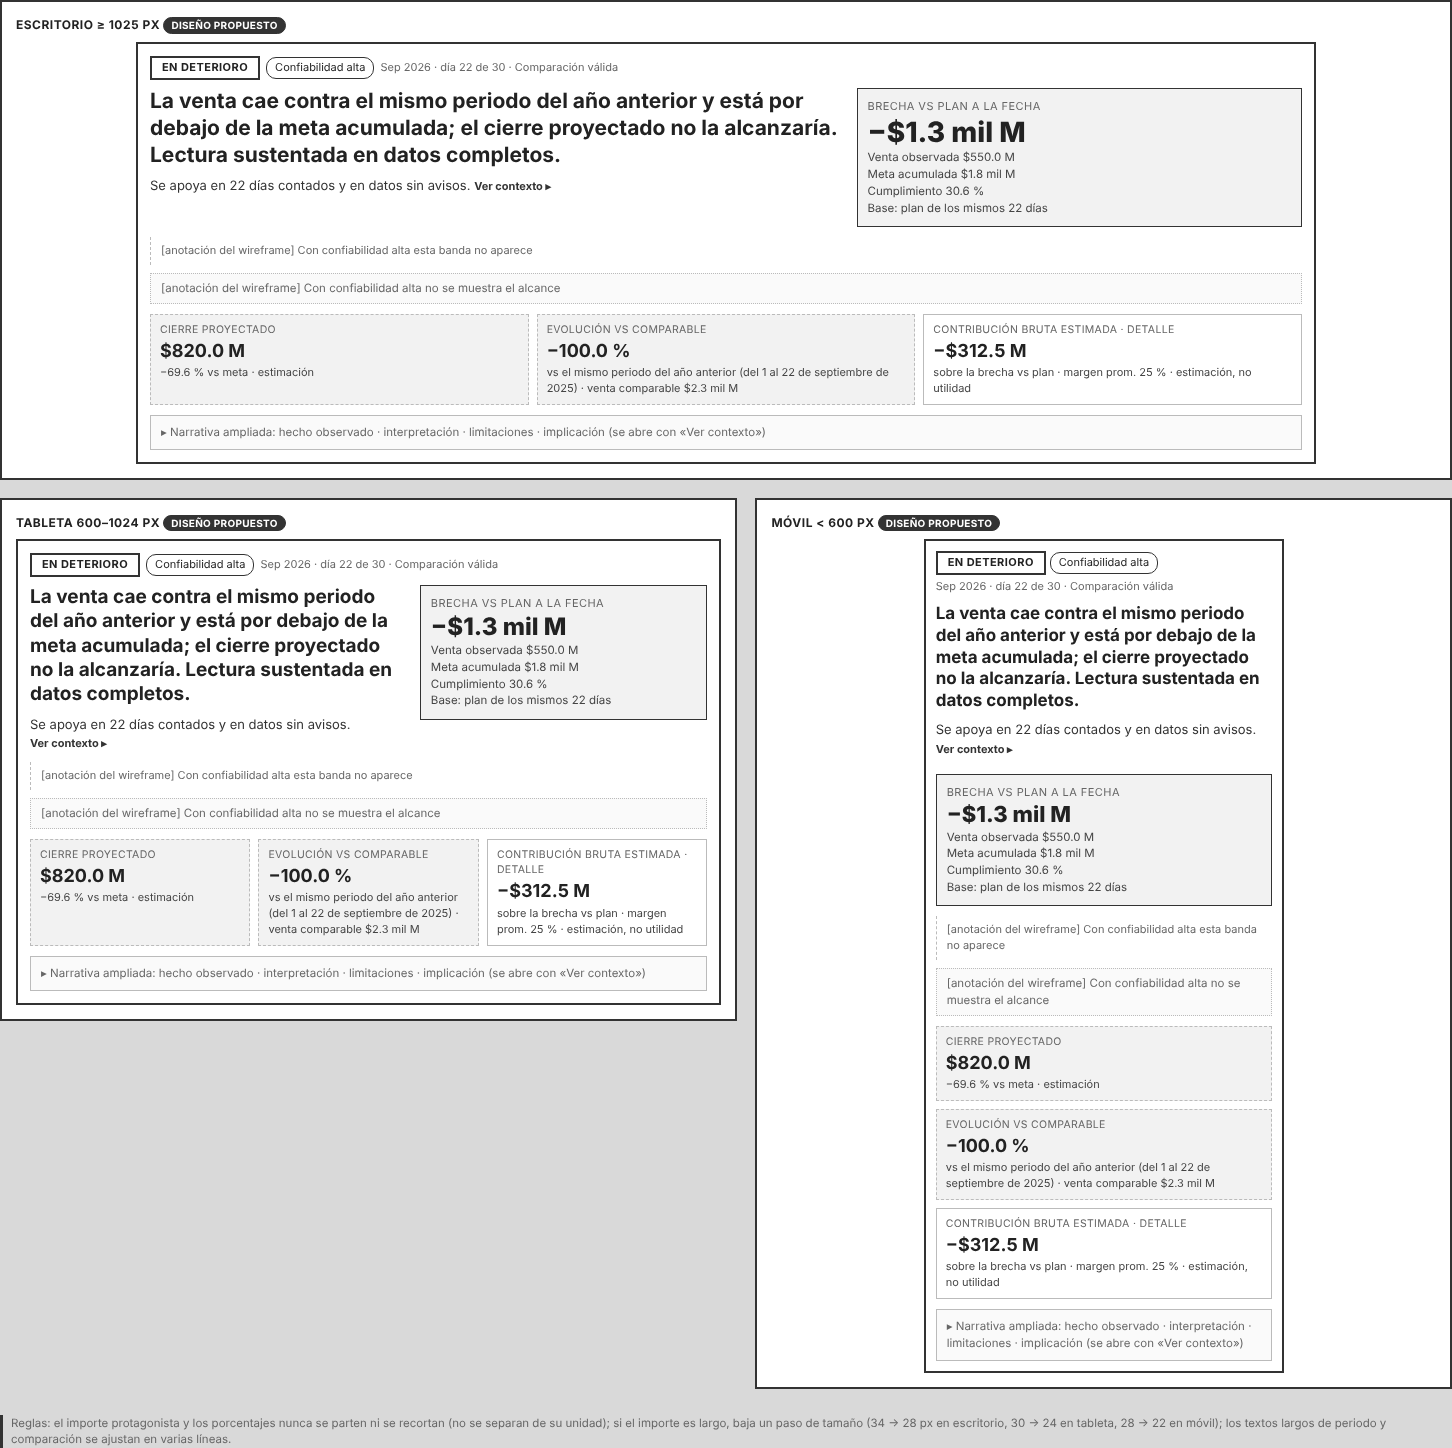 ESCRITORIO ≥ 1025 PX DISEÑO PROPUESTO
EN DETERIORO Confiabilidad alta Sep 2026 · día 22 de 30 · Comparación válida
La venta cae contra el mismo periodo del año anterior y está por
debajo de la meta acumulada; el cierre proyectado no la alcanzaría.
Lectura sustentada en datos completos.
Se apoya en 22 días contados y en datos sin avisos. Ver contexto ▸
BRECHA VS PLAN A LA FECHA
−$1.3 mil M
Venta observada $550.0 M
Meta acumulada $1.8 mil M
Cumplimiento 30.6 %
Base: plan de los mismos 22 días
[anotación del wireframe] Con confiabilidad alta esta banda no aparece
[anotación del wireframe] Con confiabilidad alta no se muestra el alcance
CIERRE PROYECTADO
$820.0 M
−69.6 % vs meta · estimación
EVOLUCIÓN VS COMPARABLE
−100.0 %
vs el mismo periodo del año anterior (del 1 al 22 de septiembre de
2025) · venta comparable $2.3 mil M
CONTRIBUCIÓN BRUTA ESTIMADA · DETALLE
−$312.5 M
sobre la brecha vs plan · margen prom. 25 % · estimación, no
utilidad
▸ Narrativa ampliada: hecho observado · interpretación · limitaciones · implicación (se abre con «Ver contexto»)
TABLETA 600–1024 PX DISEÑO PROPUESTO
EN DETERIORO Confiabilidad alta Sep 2026 · día 22 de 30 · Comparación válida
La venta cae contra el mismo periodo
del año anterior y está por debajo de la
meta acumulada; el cierre proyectado
no la alcanzaría. Lectura sustentada en
datos completos.
Se apoya en 22 días contados y en datos sin avisos.
Ver contexto ▸
BRECHA VS PLAN A LA FECHA
−$1.3 mil M
Venta observada $550.0 M
Meta acumulada $1.8 mil M
Cumplimiento 30.6 %
Base: plan de los mismos 22 días
[anotación del wireframe] Con confiabilidad alta esta banda no aparece
[anotación del wireframe] Con confiabilidad alta no se muestra el alcance
CIERRE PROYECTADO
$820.0 M
−69.6 % vs meta · estimación
EVOLUCIÓN VS COMPARABLE
−100.0 %
vs el mismo periodo del año anterior
(del 1 al 22 de septiembre de 2025) ·
venta comparable $2.3 mil M
CONTRIBUCIÓN BRUTA ESTIMADA ·
DETALLE
−$312.5 M
sobre la brecha vs plan · margen
prom. 25 % · estimación, no utilidad
▸ Narrativa ampliada: hecho observado · interpretación · limitaciones · implicación (se abre con «Ver contexto»)
MÓVIL < 600 PX DISEÑO PROPUESTO
EN DETERIORO Confiabilidad alta
Sep 2026 · día 22 de 30 · Comparación válida
La venta cae contra el mismo periodo
del año anterior y está por debajo de la
meta acumulada; el cierre proyectado
no la alcanzaría. Lectura sustentada en
datos completos.
Se apoya en 22 días contados y en datos sin avisos.
Ver contexto ▸
BRECHA VS PLAN A LA FECHA
−$1.3 mil M
Venta observada $550.0 M
Meta acumulada $1.8 mil M
Cumplimiento 30.6 %
Base: plan de los mismos 22 días
[anotación del wireframe] Con confiabilidad alta esta banda
no aparece
[anotación del wireframe] Con confiabilidad alta no se
muestra el alcance
CIERRE PROYECTADO
$820.0 M
−69.6 % vs meta · estimación
EVOLUCIÓN VS COMPARABLE
−100.0 %
vs el mismo periodo del año anterior (del 1 al 22 de
septiembre de 2025) · venta comparable $2.3 mil M
CONTRIBUCIÓN BRUTA ESTIMADA · DETALLE
−$312.5 M
sobre la brecha vs plan · margen prom. 25 % · estimación,
no utilidad
▸ Narrativa ampliada: hecho observado · interpretación ·
limitaciones · implicación (se abre con «Ver contexto»)
Reglas: el importe protagonista y los porcentajes nunca se parten ni se recortan (no se separan de su unidad); si el importe es largo, baja un paso de tamaño (34 → 28 px en escritorio, 30 → 24 en tableta, 28 → 22 en móvil); los textos largos de periodo y
comparación se ajustan en varias líneas.